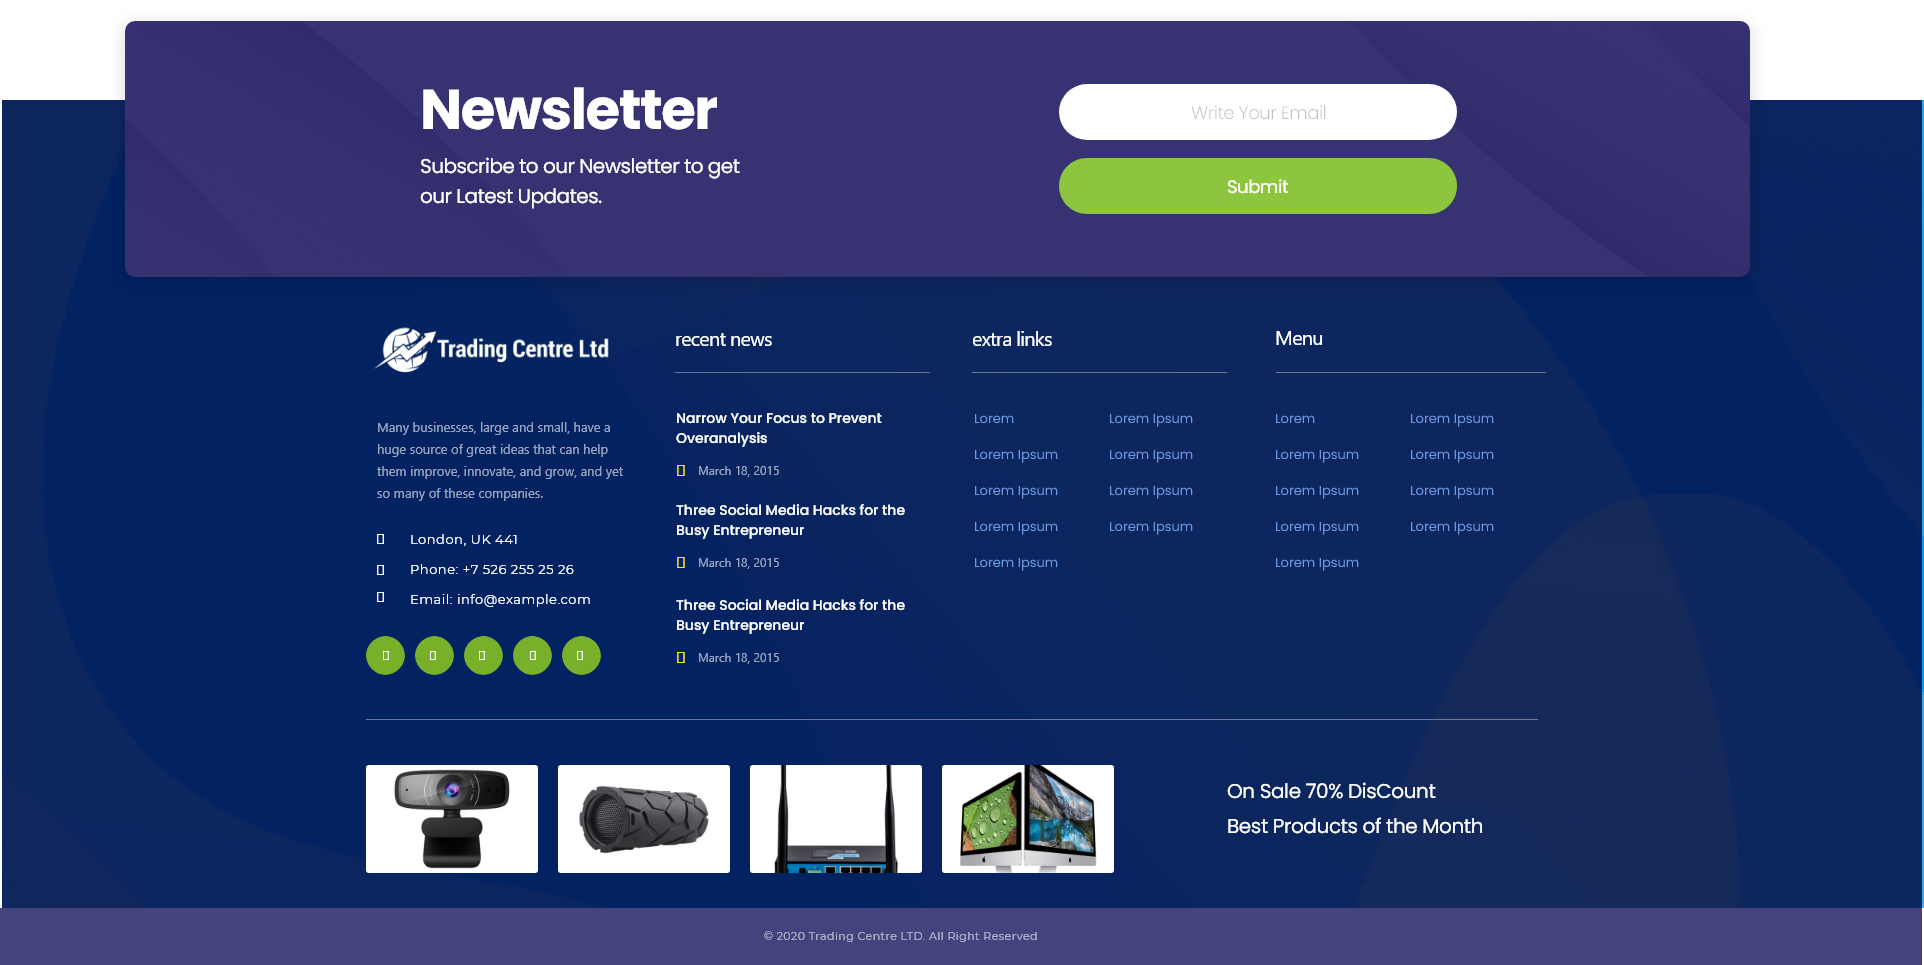 Newsletter
Subscribe to our Newsletter to get
our Latest Updates.
Write Your Email
Submit
Trading Centre Ltd
Many businesses, large and small, have a
huge source of great ideas that can help
them improve, innovate, and grow, and yet
so many of these companies.
London, UK 441
Phone: +7 526 255 25 26
Email: info@example.com
recent news
Narrow Your Focus to Prevent
Overanalysis
March 18, 2015
Three Social Media Hacks for the
Busy Entrepreneur
March 18, 2015
Three Social Media Hacks for the
Busy Entrepreneur
March 18, 2015
extra links
Lorem
Lorem Ipsum
Lorem Ipsum
Lorem Ipsum
Lorem Ipsum
Lorem Ipsum
Lorem Ipsum
Lorem Ipsum
Lorem Ipsum
Menu
Lorem
Lorem Ipsum
Lorem Ipsum
Lorem Ipsum
Lorem Ipsum
Lorem Ipsum
Lorem Ipsum
Lorem Ipsum
Lorem Ipsum
On Sale 70% DisCount
Best Products of the Month
© 2020 Trading Centre LTD. All Right Reserved